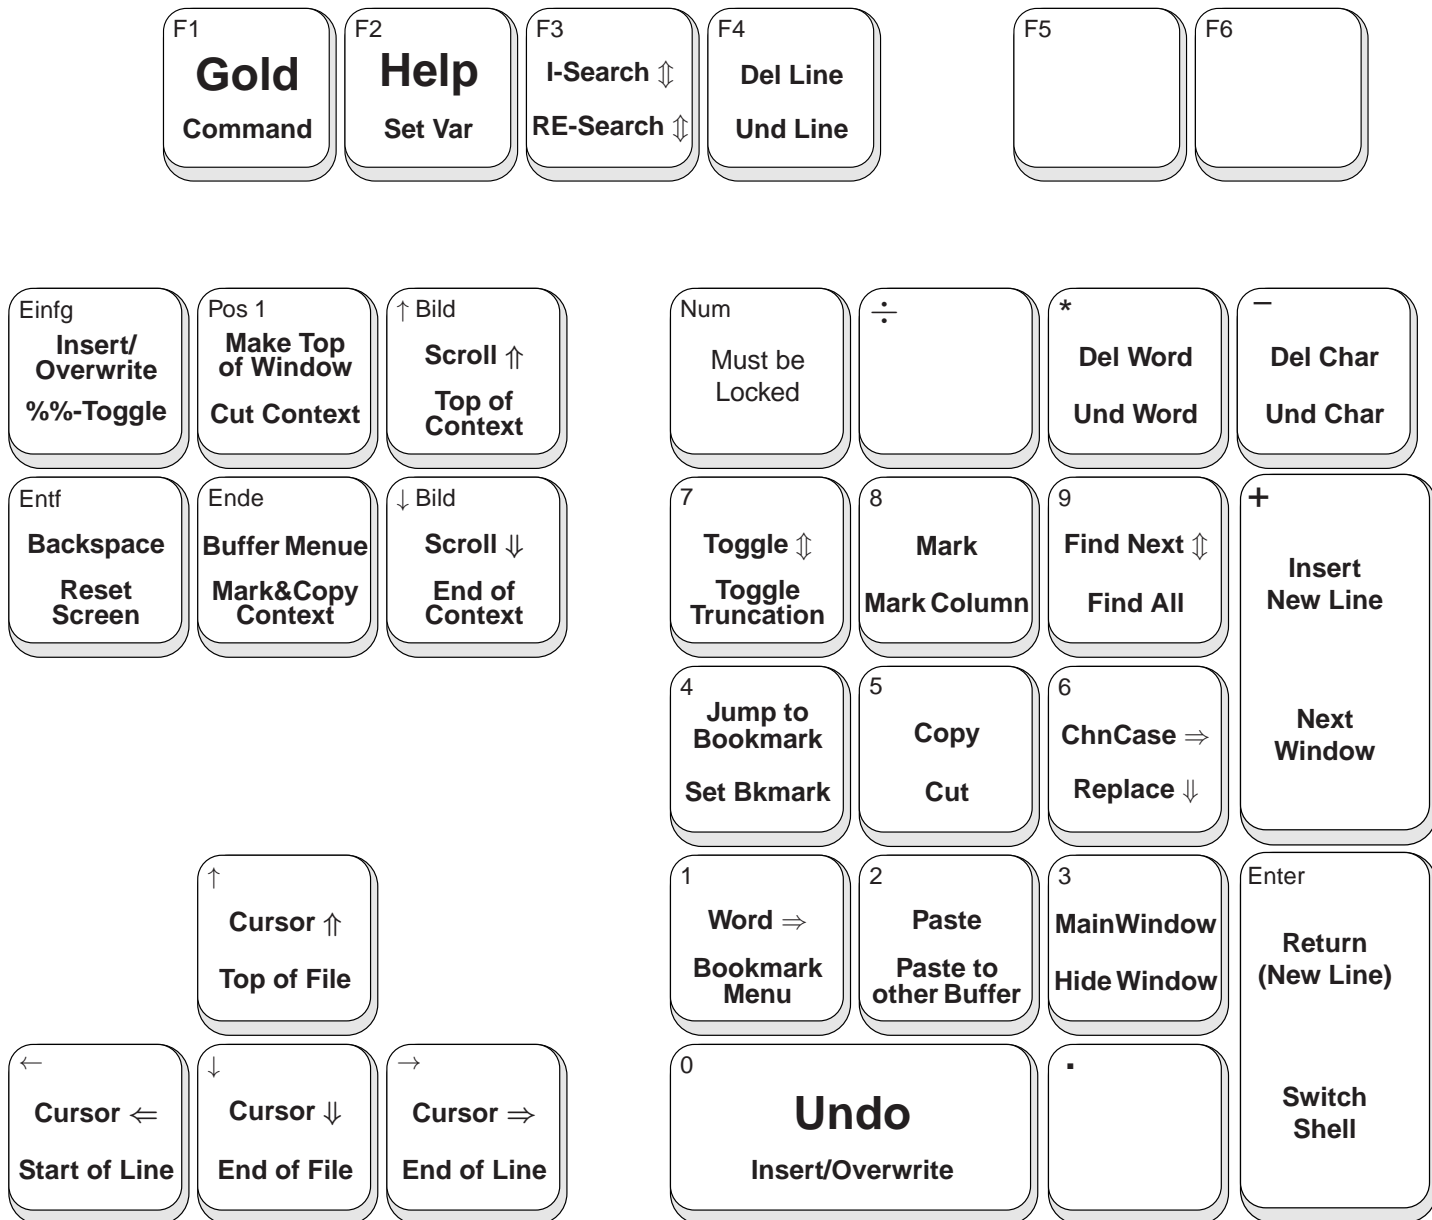 F1
Gold
Command
F2
Help
Set Var
F3
I-Search ⇕
RE-Search ⇕
F4
Del Line
Und Line
F5
F6
Einfg
Insert/
Overwrite
%%-Toggle
Pos 1
Make Top
of Window
Cut Context
↑ Bild
Scroll ⇑
Top of
Context
Num
Must be
Locked
÷
*
Del Word
Und Word
−
Del Char
Und Char
Entf
Backspace
Reset
Screen
Ende
Buffer Menue
Mark&Copy
Context
↓ Bild
Scroll ⇓
End of
Context
7
Toggle ⇕
Toggle
Truncation
8
Mark
Mark Column
9
Find Next ⇕
Find All
+
Insert
New Line
Next
Window
4
Jump to
Bookmark
Set Bkmark
5
Copy
Cut
6
ChnCase ⇒
Replace ⇓
↑
Cursor ⇑
Top of File
1
Word ⇒
Bookmark
Menu
2
Paste
Paste to
other Buffer
3
MainWindow
Hide Window
Enter
Return
(New Line)
Switch
Shell
←
Cursor ⇐
Start of Line
↓
Cursor ⇓
End of File
→
Cursor ⇒
End of Line
0
Undo
Insert/Overwrite
.